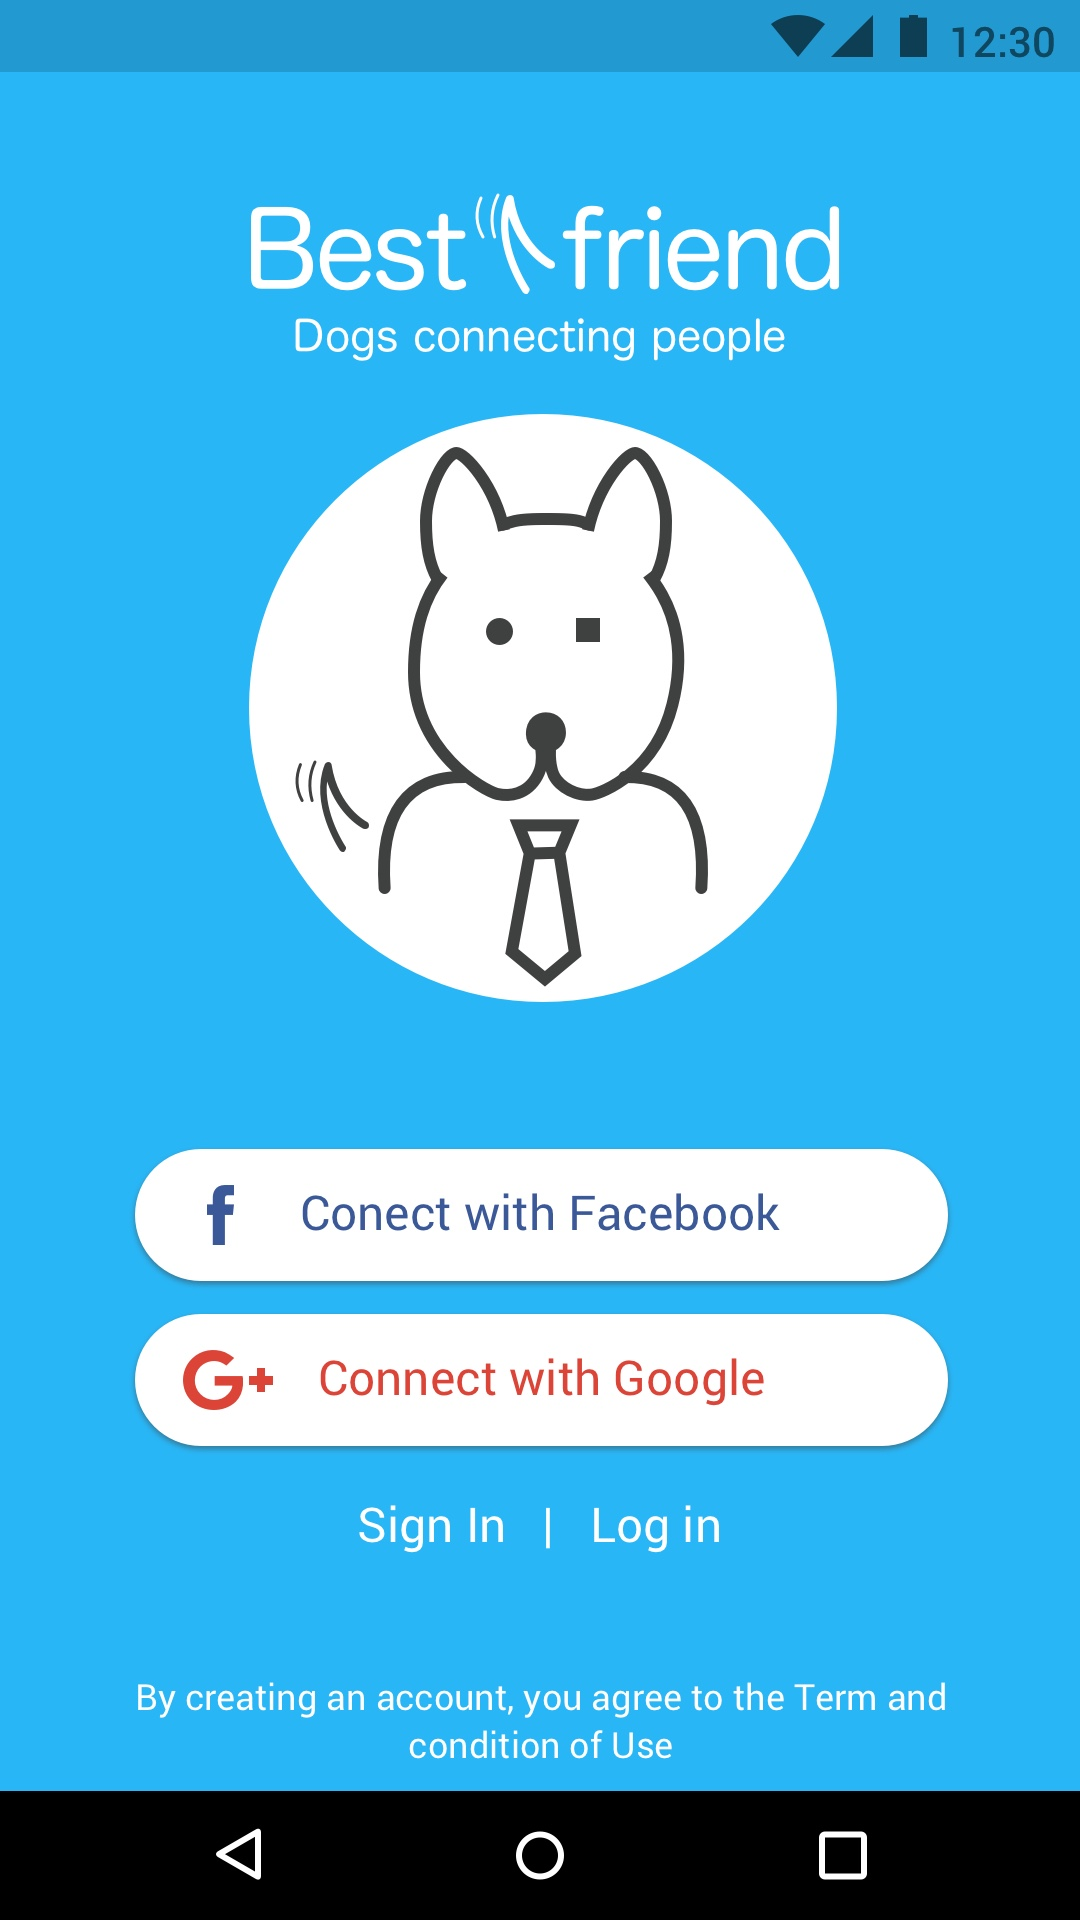 12:30
Best friend
Dogs connecting people
Conect with Facebook
G+ Connect with Google
Sign In | Log in
By creating an account, you agree to the Term and
condition of Use